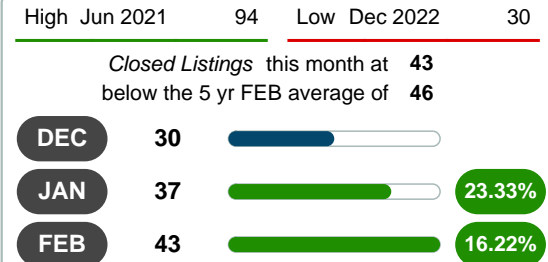 High Jun 2021 94 Low Dec 2022 30
Closed Listings this month at 43
below the 5 yr FEB average of 46
DEC 30
JAN 37 23.33%
FEB 43 16.22%